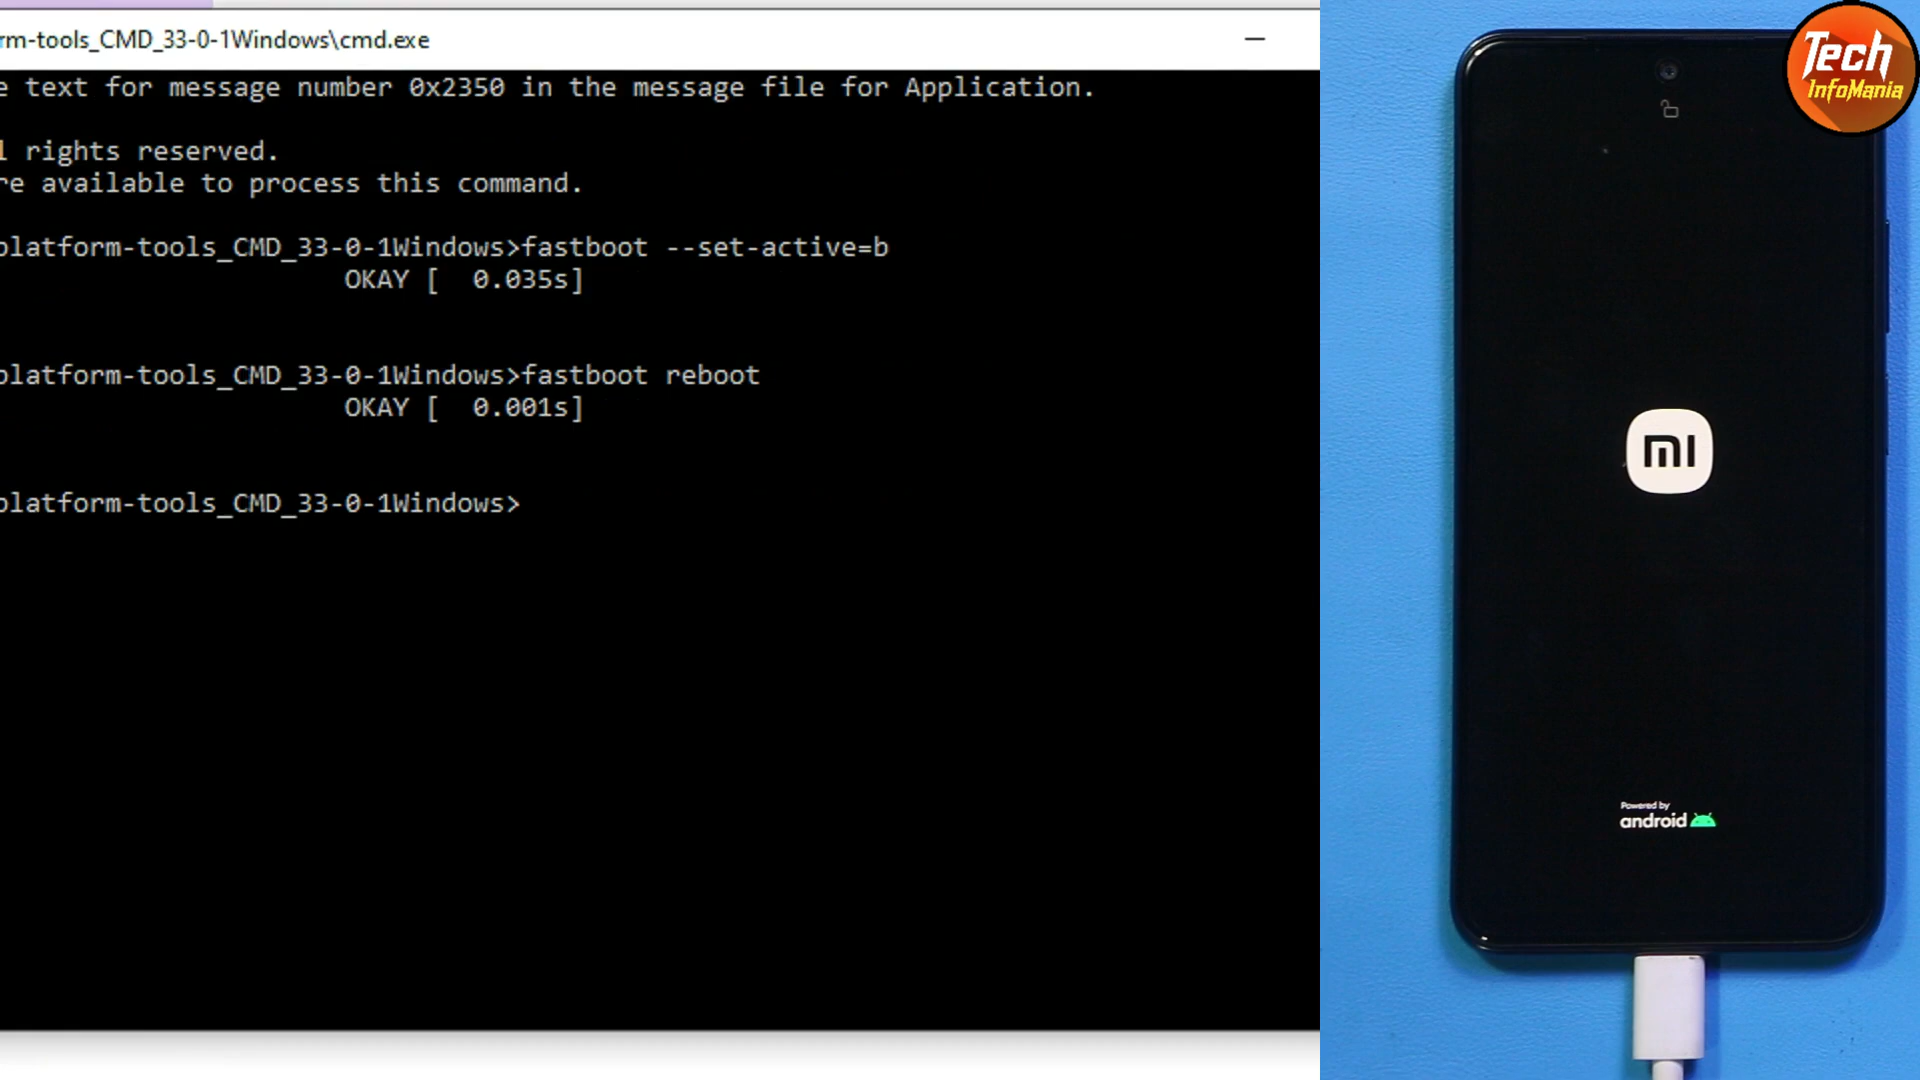 rm-tools_CMD_33-0-1Windows\cmd.exe
e text for message number 0x2350 in the message file for Application.
l rights reserved.
re available to process this command.
platform-tools_CMD_33-0-1Windows>fastboot --set-active=b
OKAY [  0.035s]
platform-tools_CMD_33-0-1Windows>fastboot reboot
OKAY [  0.001s]
platform-tools_CMD_33-0-1Windows>
Tech
InfoMania
mi
Powered by
android